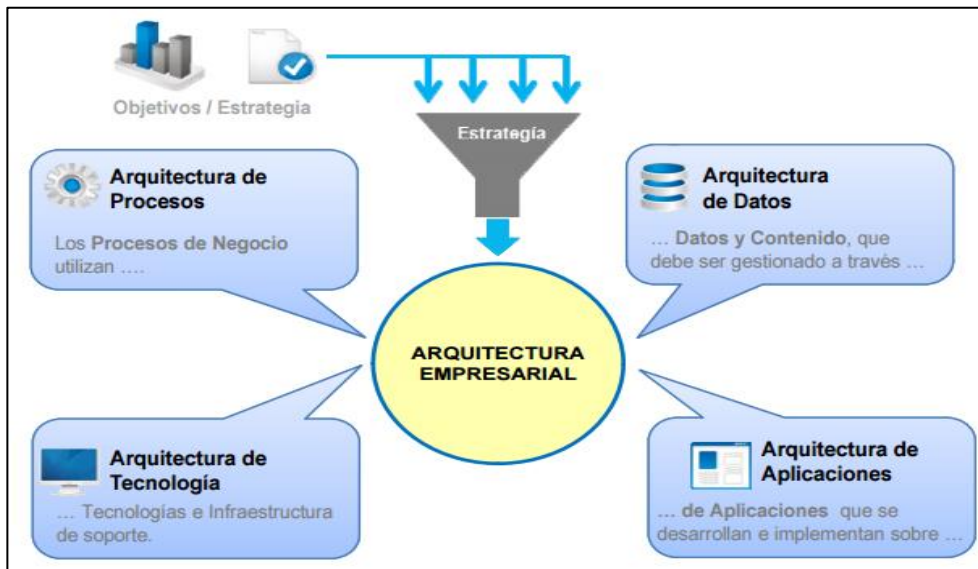 Objetivos / Estrategia
Estrategía
Arquitectura de
Procesos
Los Procesos de Negocio
utilizan ....
Arquitectura
de Datos
... Datos y Contenido, que
debe ser gestionado a través ...
ARQUITECTURA
EMPRESARIAL
Arquitectura de
Tecnología
... Tecnologías e Infraestructura
de soporte.
Arquitectura de
Aplicaciones
... de Aplicaciones que se
desarrollan e implementan sobre ...